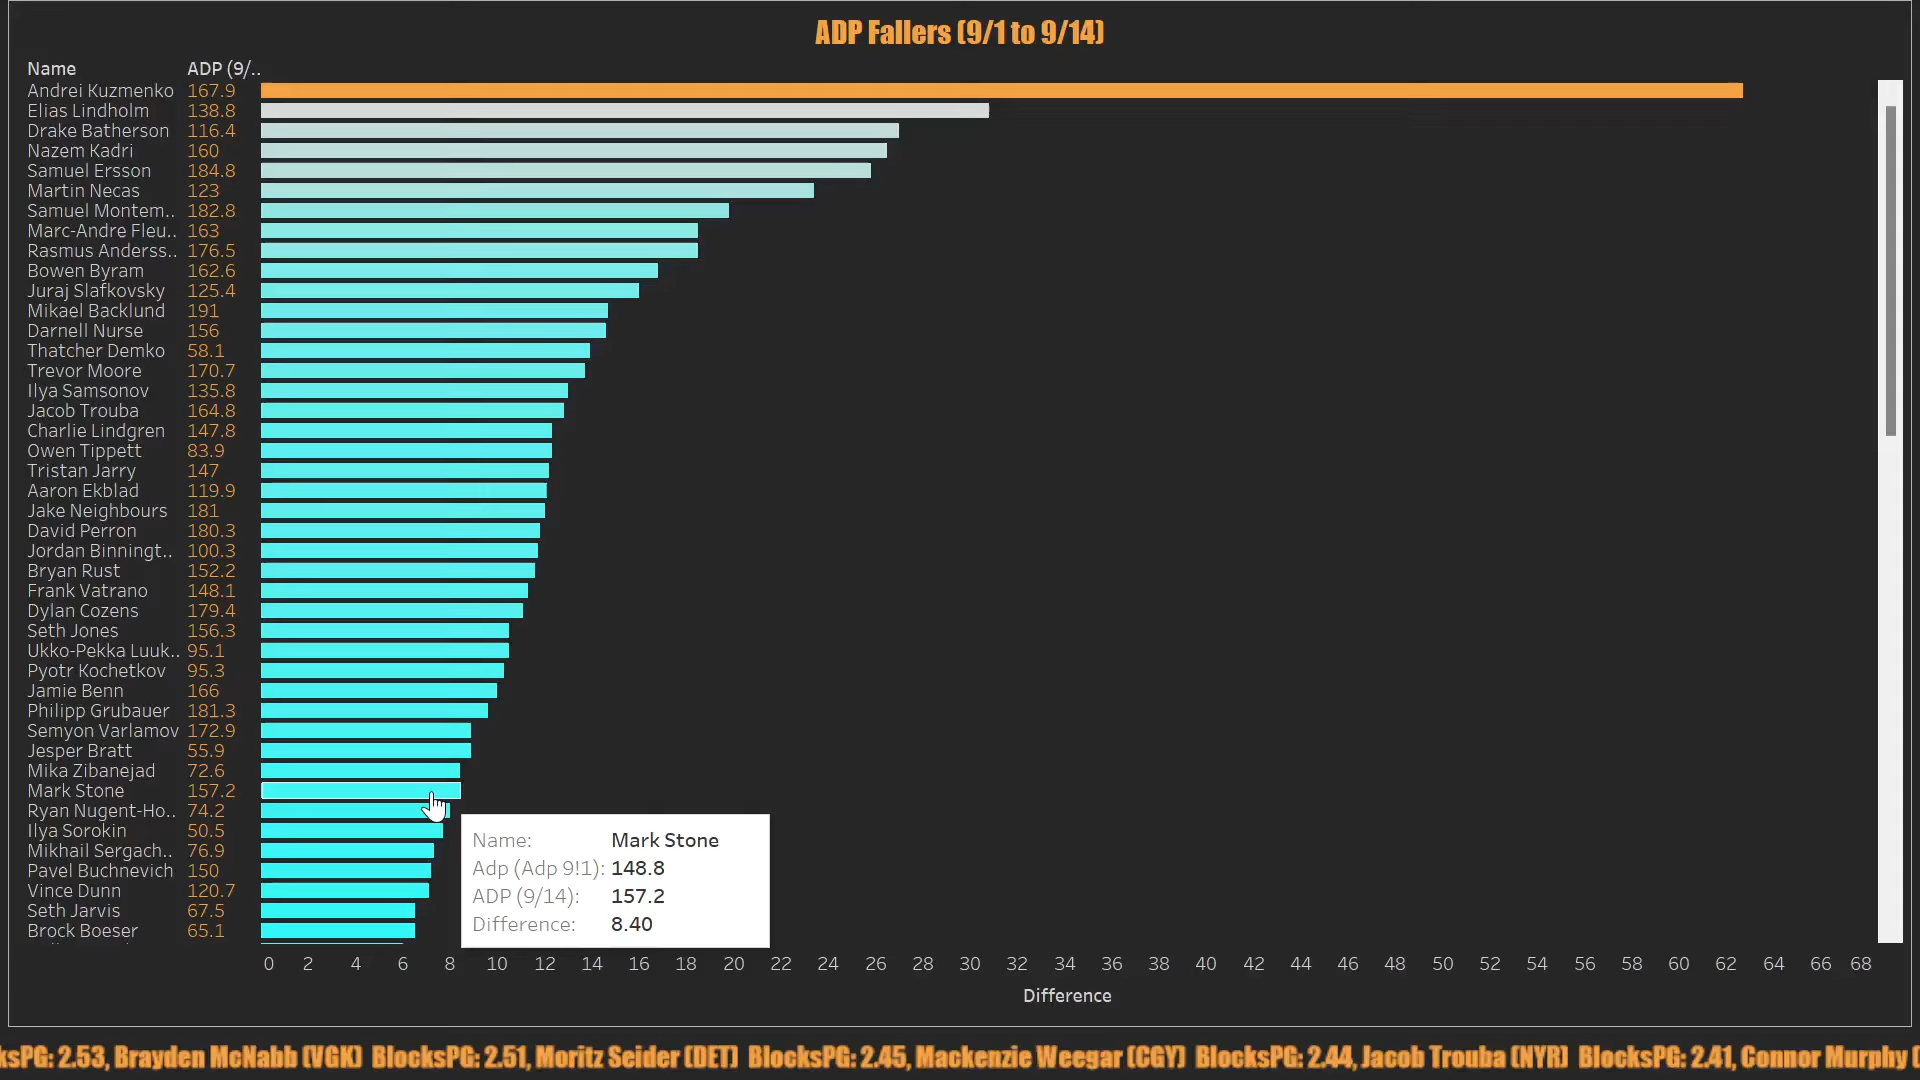 ADP Fallers (9/1 to 9/14)
Name ADP (9/..
Andrei Kuzmenko 167.9
Elias Lindholm 138.8
Drake Batherson 116.4
Nazem Kadri 160
Samuel Ersson 184.8
Martin Necas 123
Samuel Montem.. 182.8
Marc-Andre Fleu.. 163
Rasmus Anderss.. 176.5
Bowen Byram 162.6
Juraj Slafkovsky 125.4
Mikael Backlund 191
Darnell Nurse 156
Thatcher Demko 58.1
Trevor Moore 170.7
Ilya Samsonov 135.8
Jacob Trouba 164.8
Charlie Lindgren 147.8
Owen Tippett 83.9
Tristan Jarry 147
Aaron Ekblad 119.9
Jake Neighbours 181
David Perron 180.3
Jordan Binningt.. 100.3
Bryan Rust 152.2
Frank Vatrano 148.1
Dylan Cozens 179.4
Seth Jones 156.3
Ukko-Pekka Luuk.. 95.1
Pyotr Kochetkov 95.3
Jamie Benn 166
Philipp Grubauer 181.3
Semyon Varlamov 172.9
Jesper Bratt 55.9
Mika Zibanejad 72.6
Mark Stone 157.2
Ryan Nugent-Ho.. 74.2
Ilya Sorokin 50.5
Mikhail Sergach.. 76.9
Pavel Buchnevich 150
Vince Dunn 120.7
Seth Jarvis 67.5
Brock Boeser 65.1
Name: Mark Stone
Adp (Adp 9!1): 148.8
ADP (9/14): 157.2
Difference: 8.40
0 2 4 6 8 10 12 14 16 18 20 22 24 26 28 30 32 34 36 38 40 42 44 46 48 50 52 54 56 58 60 62 64 66 68
Difference
ksPG: 2.53, Brayden McNabb (VGK) BlocksPG: 2.51, Moritz Seider (DET) BlocksPG: 2.45, Mackenzie Weegar (CGY) BlocksPG: 2.44, Jacob Trouba (NYR) BlocksPG: 2.41, Connor Murphy (